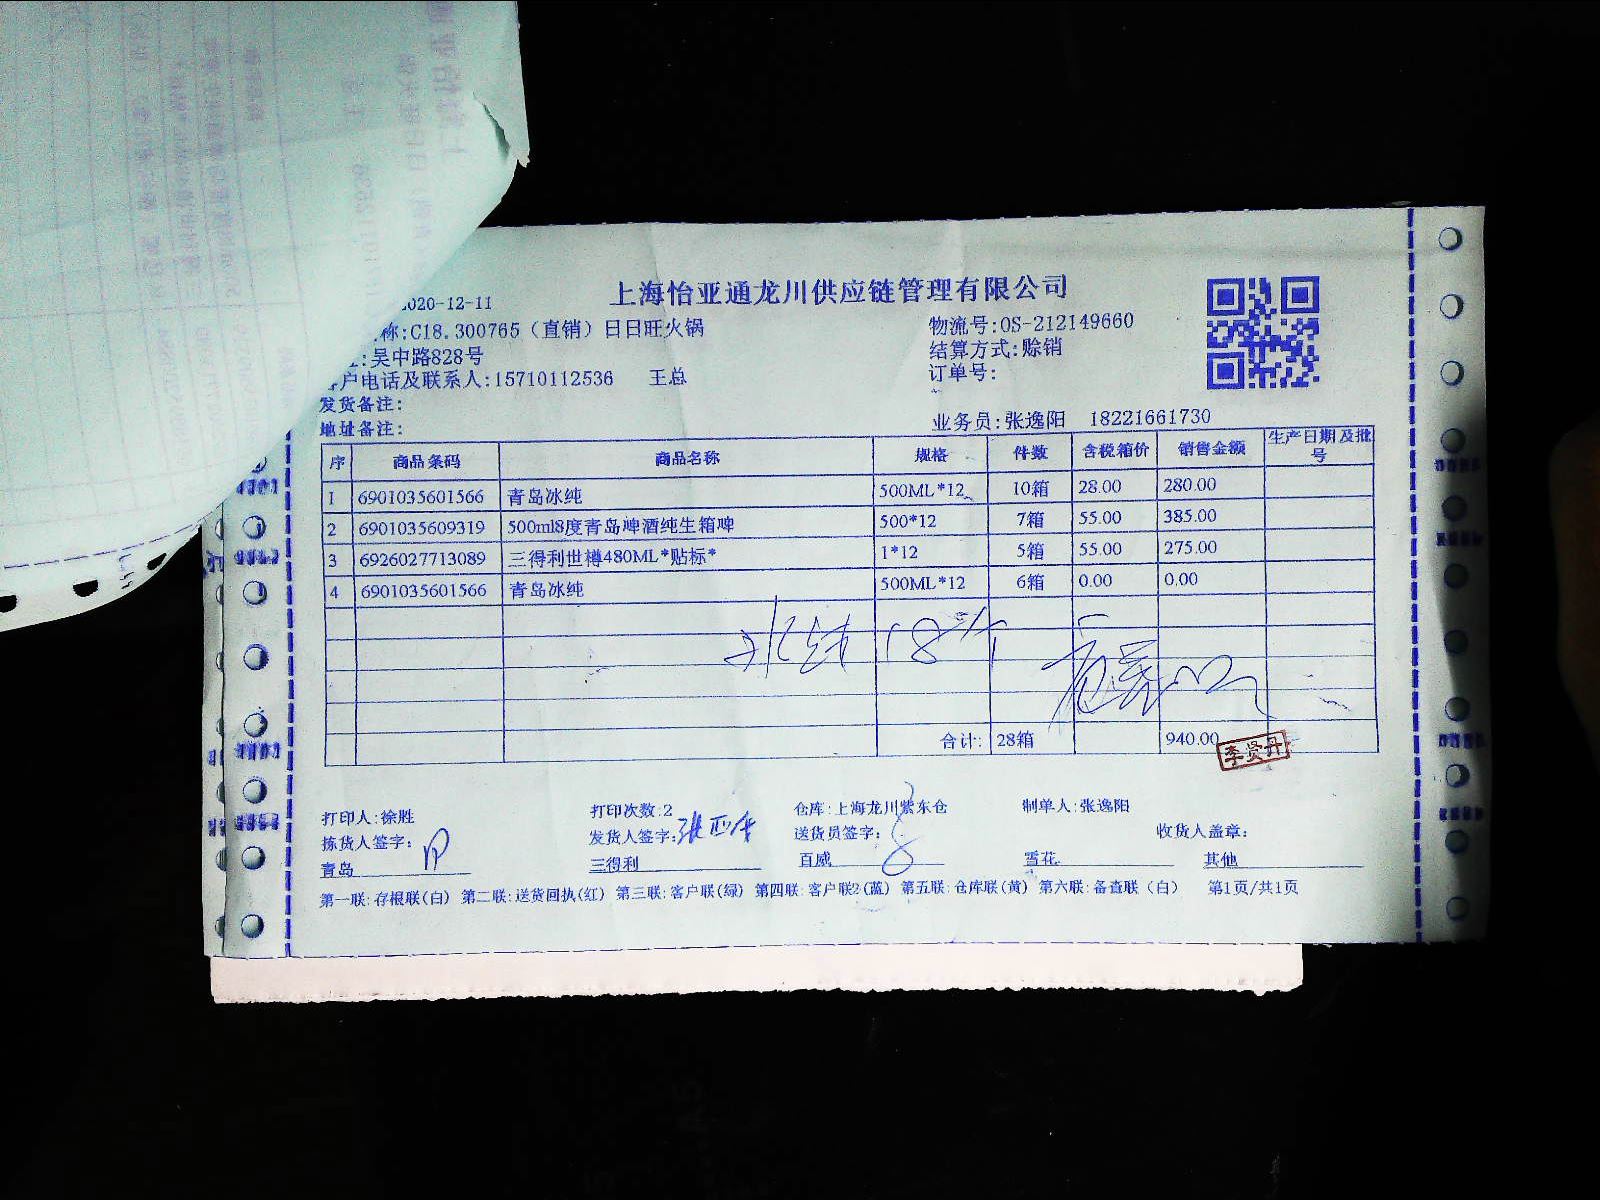 上海怡亚通龙川供应链管理有限公司
2020-12-11
称:C18.300765（直销）日日旺火锅
物流号:OS-212149660
:吴中路828号
结算方式:赊销
户电话及联系人:15710112536 王总
订单号:
发货备注:
地址备注:
业务员:张逸阳 18221661730
序 商品条码 商品名称 规格 件数 含税箱价 销售金额 生产日期及批号
1 6901035601566 青岛冰纯 500ML*12 10箱 28.00 280.00
2 6901035609319 500ml8度青岛啤酒纯生箱啤 500*12 7箱 55.00 385.00
3 6926027713089 三得利世樽480ML*贴标* 1*12 5箱 55.00 275.00
4 6901035601566 青岛冰纯 500ML*12 6箱 0.00 0.00
冰纯 18个
合计: 28箱 940.00
李贤丹
打印人:徐胜 打印次数:2 仓库:上海龙川紫东仓 制单人:张逸阳
拣货人签字: 发货人签字: 送货员签字: 收货人盖章:
青岛 三得利 百威 雪花 其他
第一联:存根联(白) 第二联:送货回执(红) 第三联:客户联(绿) 第四联:客户联2(蓝) 第五联:仓库联(黄) 第六联:备查联(白) 第1页/共1页